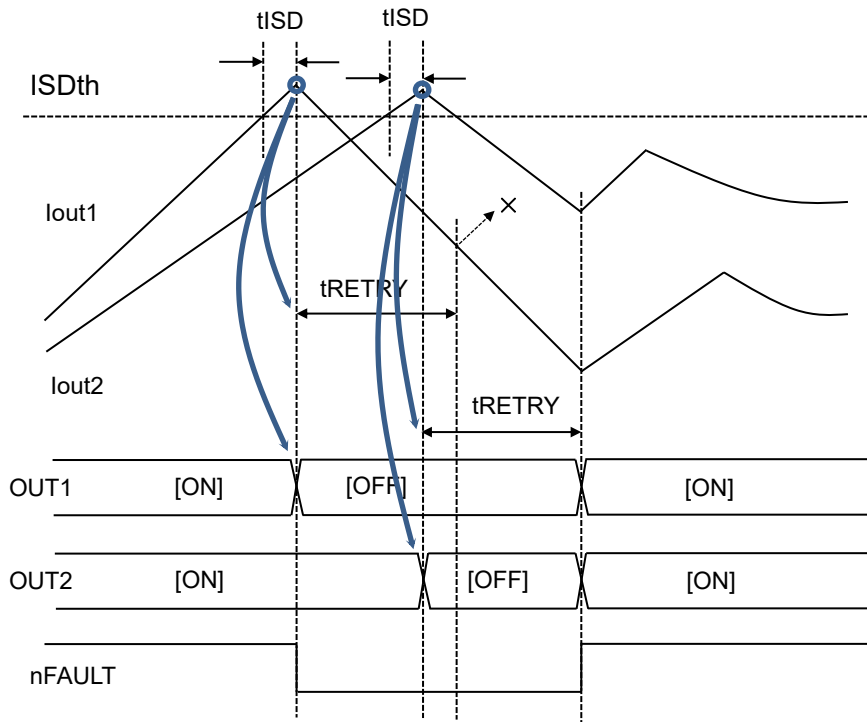 tISD tISD
ISDth
Iout1
×
tRETRY
Iout2
tRETRY
OUT1 [ON] [OFF] [ON]
OUT2 [ON] [OFF] [ON]
nFAULT